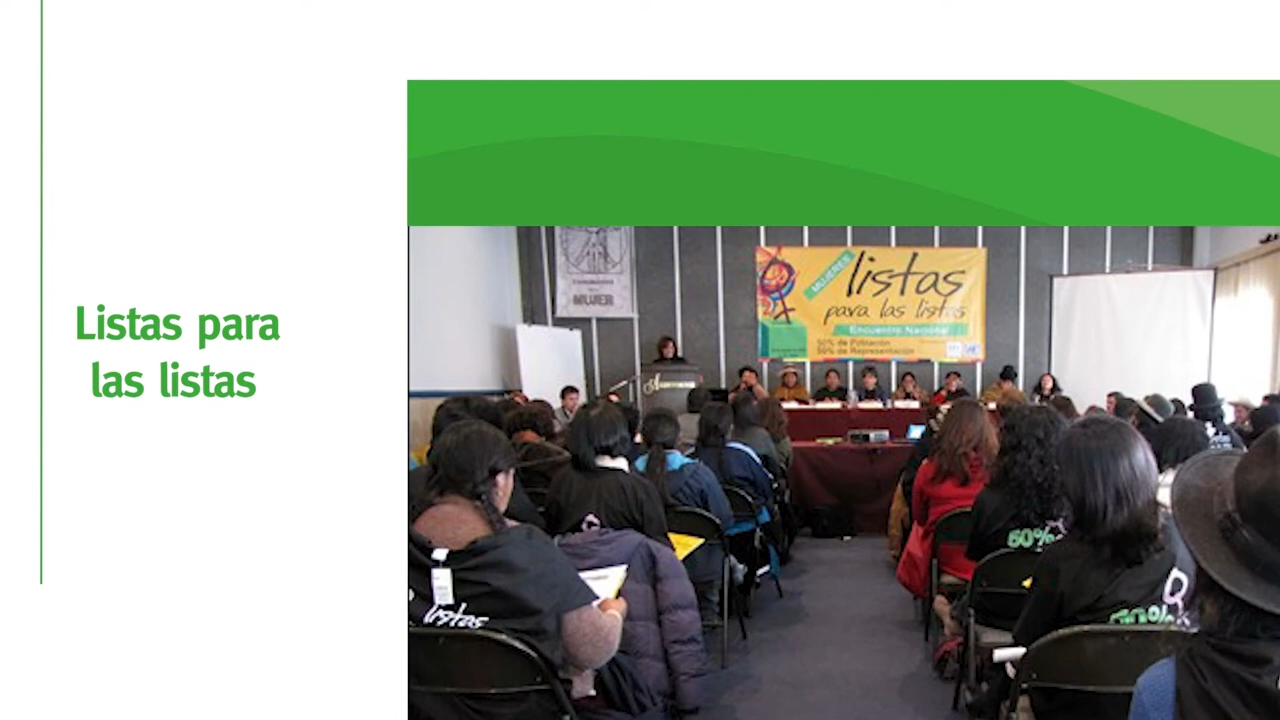 Listas para
las listas
MUJER
MUJERES
listas
para las listas
Encuentro Nacional
50% de Población
50% de Representación
listas
50%
50%